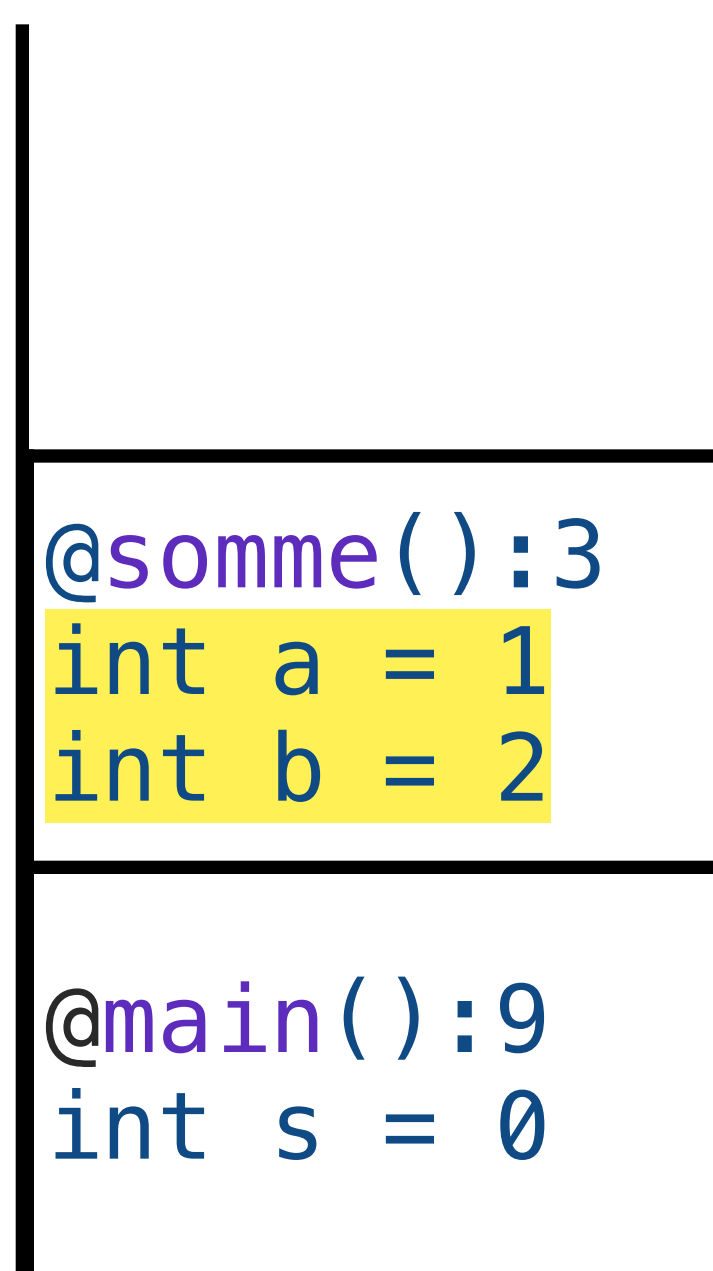 @somme():3
int a = 1
int b = 2
@main():9
int s = 0